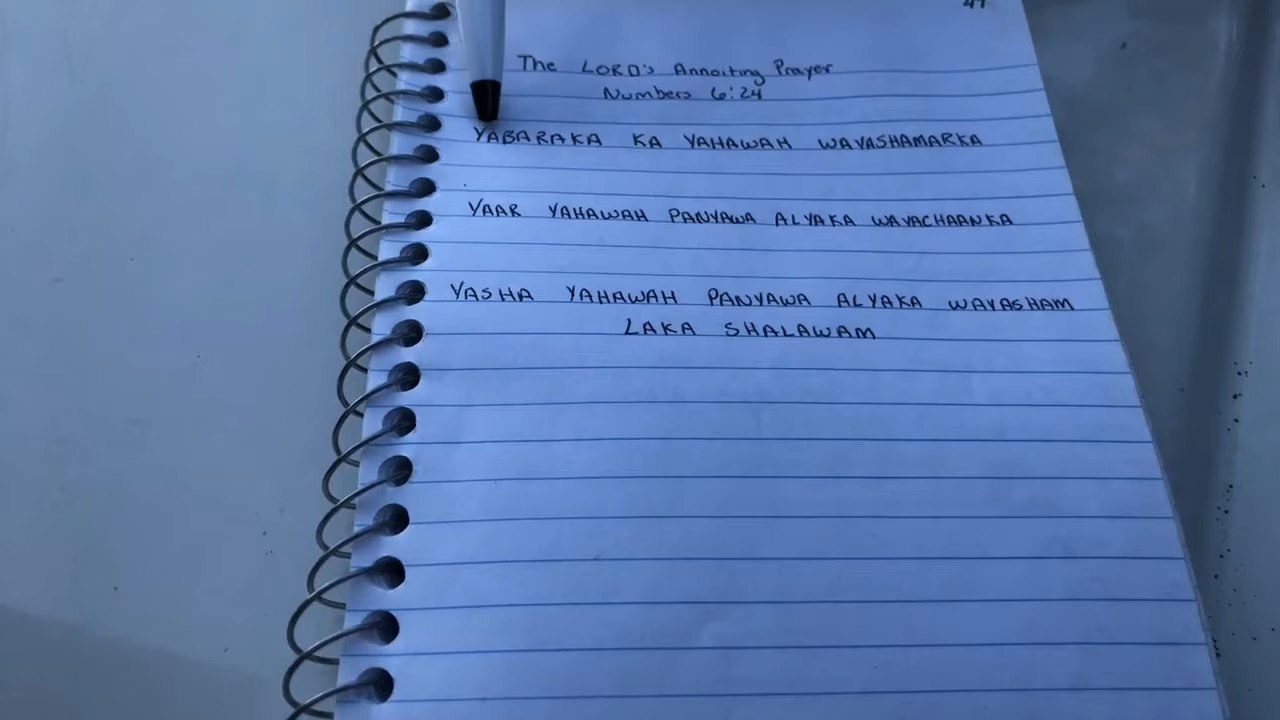 47
The LORD's Annoiting Prayer
Numbers 6:24
YABARAKA KA YAHAWAH WAYASHAMARKA
YAAR YAHAWAH PANYAWA ALYAKA WAYACHAANKA
YASHA YAHAWAH PANYAWA ALYAKA WAYASHAM
LAKA SHALAWAM